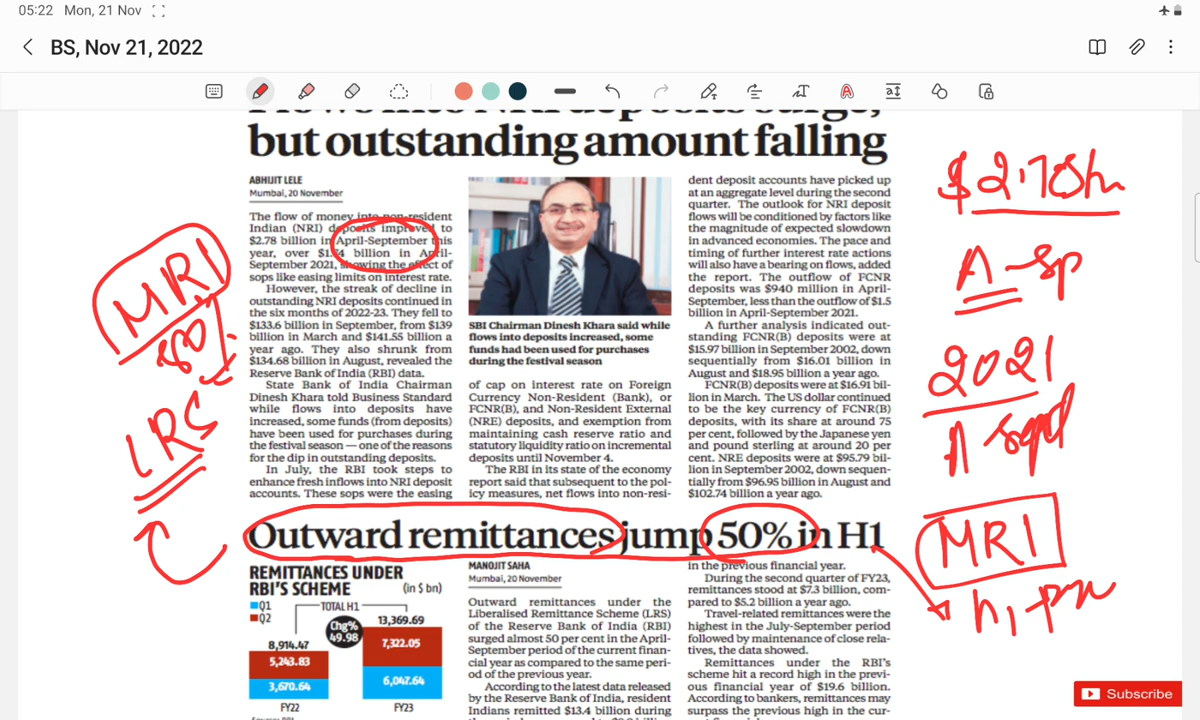 05:22 Mon, 21 Nov
BS, Nov 21, 2022
but outstanding amount falling
ABHIJIT LELE
Mumbai, 20 November
The flow of money into non-resident
Indian (NRI) deposits improved to
$2.78 billion in April-September this
year, over $1.74 billion in April-
September 2021, showing the effect of
sops like easing limits on interest rate.
However, the streak of decline in
outstanding NRI deposits continued in
the six months of 2022-23. They fell to
$133.6 billion in September, from $139
billion in March and $141.55 billion a
year ago. They also shrunk from
$134.68 billion in August, revealed the
Reserve Bank of India (RBI) data.
State Bank of India Chairman
Dinesh Khara told Business Standard
while flows into deposits have
increased, some funds (from deposits)
have been used for purchases during
the festival season — one of the reasons
for the dip in outstanding deposits.
In July, the RBI took steps to
enhance fresh inflows into NRI deposit
accounts. These sops were the easing
SBI Chairman Dinesh Khara said while
flows into deposits increased, some
funds had been used for purchases
during the festival season
of cap on interest rate on Foreign
Currency Non-Resident (Bank), or
FCNR(B), and Non-Resident External
(NRE) deposits, and exemption from
maintaining cash reserve ratio and
statutory liquidity ratio on incremental
deposits until November 4.
The RBI in its state of the economy
report said that subsequent to the pol-
icy measures, net flows into non-resi-
dent deposit accounts have picked up
at an aggregate level during the second
quarter. The outlook for NRI deposit
flows will be conditioned by factors like
the magnitude of expected slowdown
in advanced economies. The pace and
timing of further interest rate actions
will also have a bearing on flows, added
the report. The outflow of FCNR
deposits was $940 million in April-
September, less than the outflow of $1.5
billion in April-September 2021.
A further analysis indicated out-
standing FCNR(B) deposits were at
$15.97 billion in September 2002, down
sequentially from $16.01 billion in
August and $18.95 billion a year ago.
FCNR(B) deposits were at $16.91 bil-
lion in March. The US dollar continued
to be the key currency of FCNR(B)
deposits, with its share at around 75
per cent, followed by the Japanese yen
and pound sterling at around 20 per
cent. NRE deposits were at $95.79 bil-
lion in September 2002, down sequen-
tially from $96.95 billion in August and
$102.74 billion a year ago.
MRI
LRS
A-Sp
2021
MRI
Outward remittances jump 50% in H1
REMITTANCES UNDER
RBI'S SCHEME (in $ bn)
Q1
Q2
TOTAL H1
Chg%
49.98
8,914.47
5,243.83
3,670.64
FY22
13,369.69
7,322.05
6,047.64
FY23
MANOJIT SAHA
Mumbai, 20 November
Outward remittances under the
Liberalised Remittance Scheme (LRS)
of the Reserve Bank of India (RBI)
surged almost 50 per cent in the April-
September period of the current finan-
cial year as compared to the same peri-
od of the previous year.
According to the latest data released
by the Reserve Bank of India, resident
Indians remitted $13.4 billion during
in the previous financial year.
During the second quarter of FY23,
remittances stood at $7.3 billion, com-
pared to $5.2 billion a year ago.
Travel-related remittances were the
highest in the July-September period
followed by maintenance of close rela-
tives, the data showed.
Remittances under the RBI's
scheme hit a record high in the previ-
ous financial year of $19.6 billion.
According to bankers, remittances may
surpass the previous high in the cur-
Subscribe